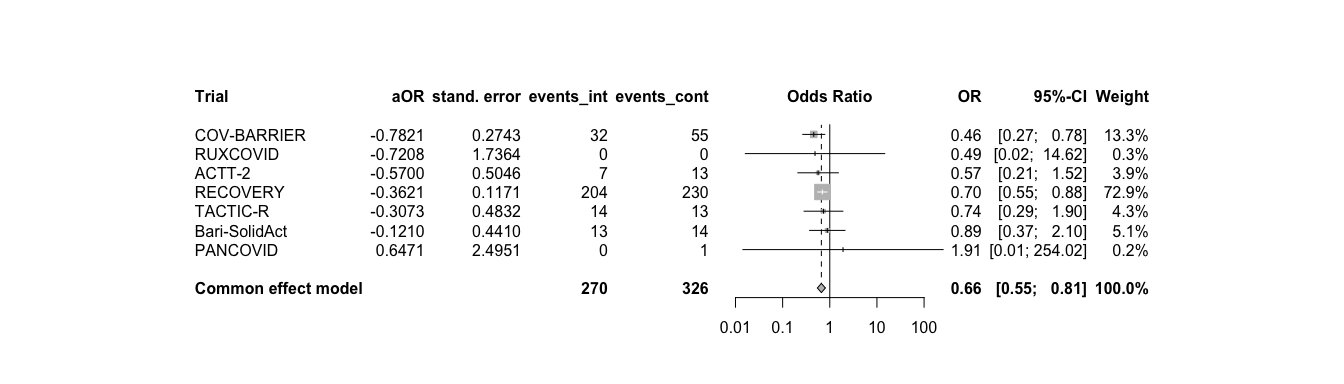 Trial aOR stand. error events_int events_cont Odds Ratio OR 95%-CI Weight
COV-BARRIER -0.7821 0.2743 32 55 0.46 [0.27; 0.78] 13.3%
RUXCOVID -0.7208 1.7364 0 0 0.49 [0.02; 14.62] 0.3%
ACTT-2 -0.5700 0.5046 7 13 0.57 [0.21; 1.52] 3.9%
RECOVERY -0.3621 0.1171 204 230 0.70 [0.55; 0.88] 72.9%
TACTIC-R -0.3073 0.4832 14 13 0.74 [0.29; 1.90] 4.3%
Bari-SolidAct -0.1210 0.4410 13 14 0.89 [0.37; 2.10] 5.1%
PANCOVID 0.6471 2.4951 0 1 1.91 [0.01; 254.02] 0.2%
Common effect model 270 326 0.66 [0.55; 0.81] 100.0%
0.01 0.1 1 10 100